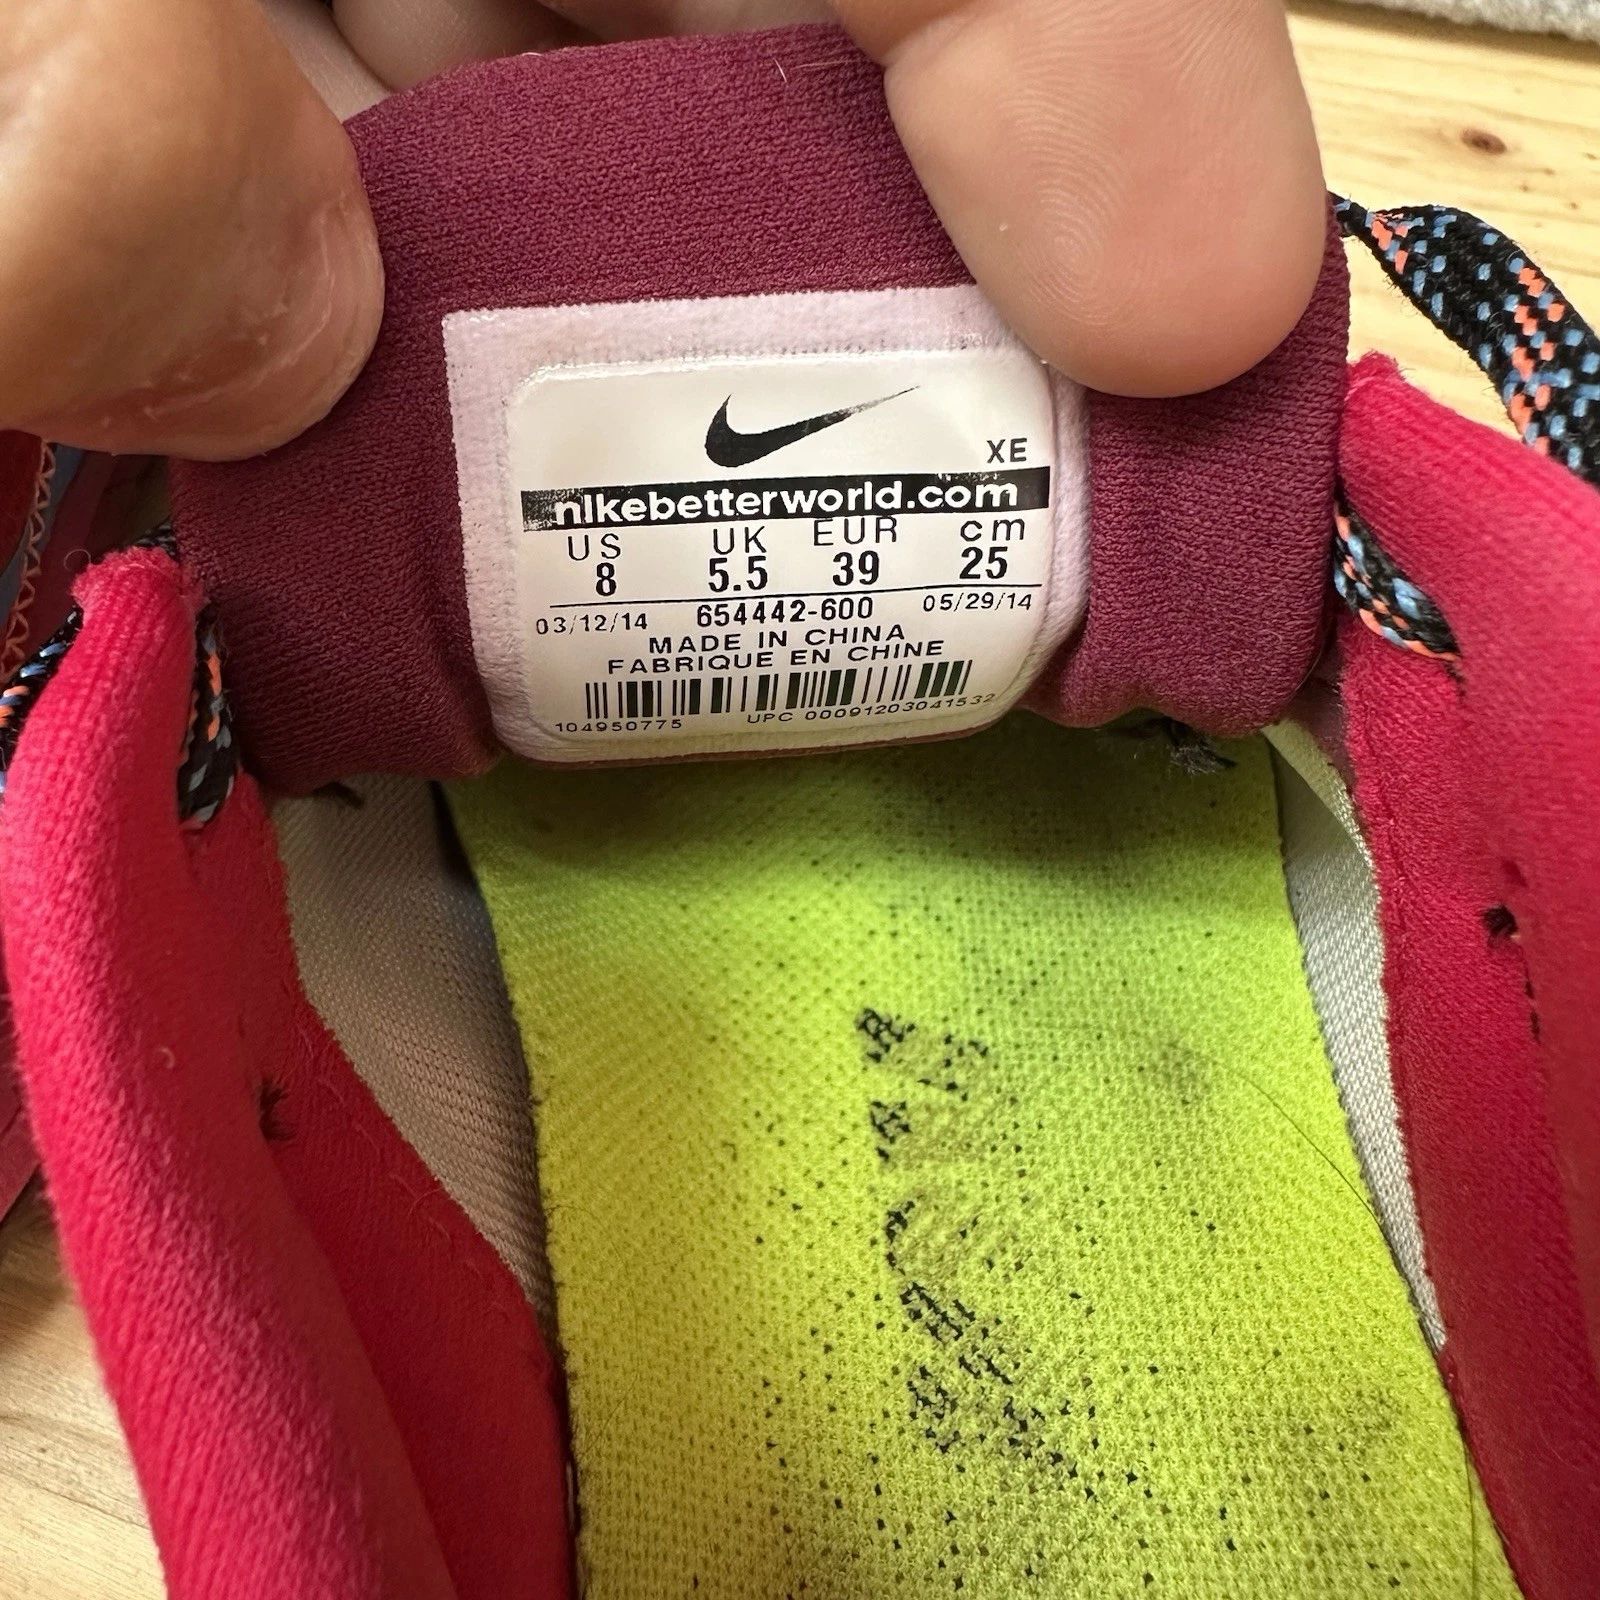 XE
nikebetterworld.com
US UK EUR cm
8 5.5 39 25
03/12/14 654442-600 05/29/14
MADE IN CHINA
FABRIQUE EN CHINE
104950775 UPC 00091203041532